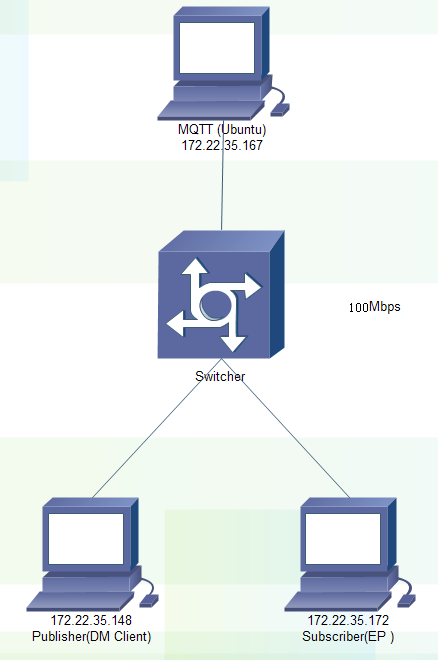 MQTT (Ubuntu)
172.22.35.167
100Mbps
Switcher
172.22.35.148
Publisher(DM Client)
172.22.35.172
Subscriber(EP )